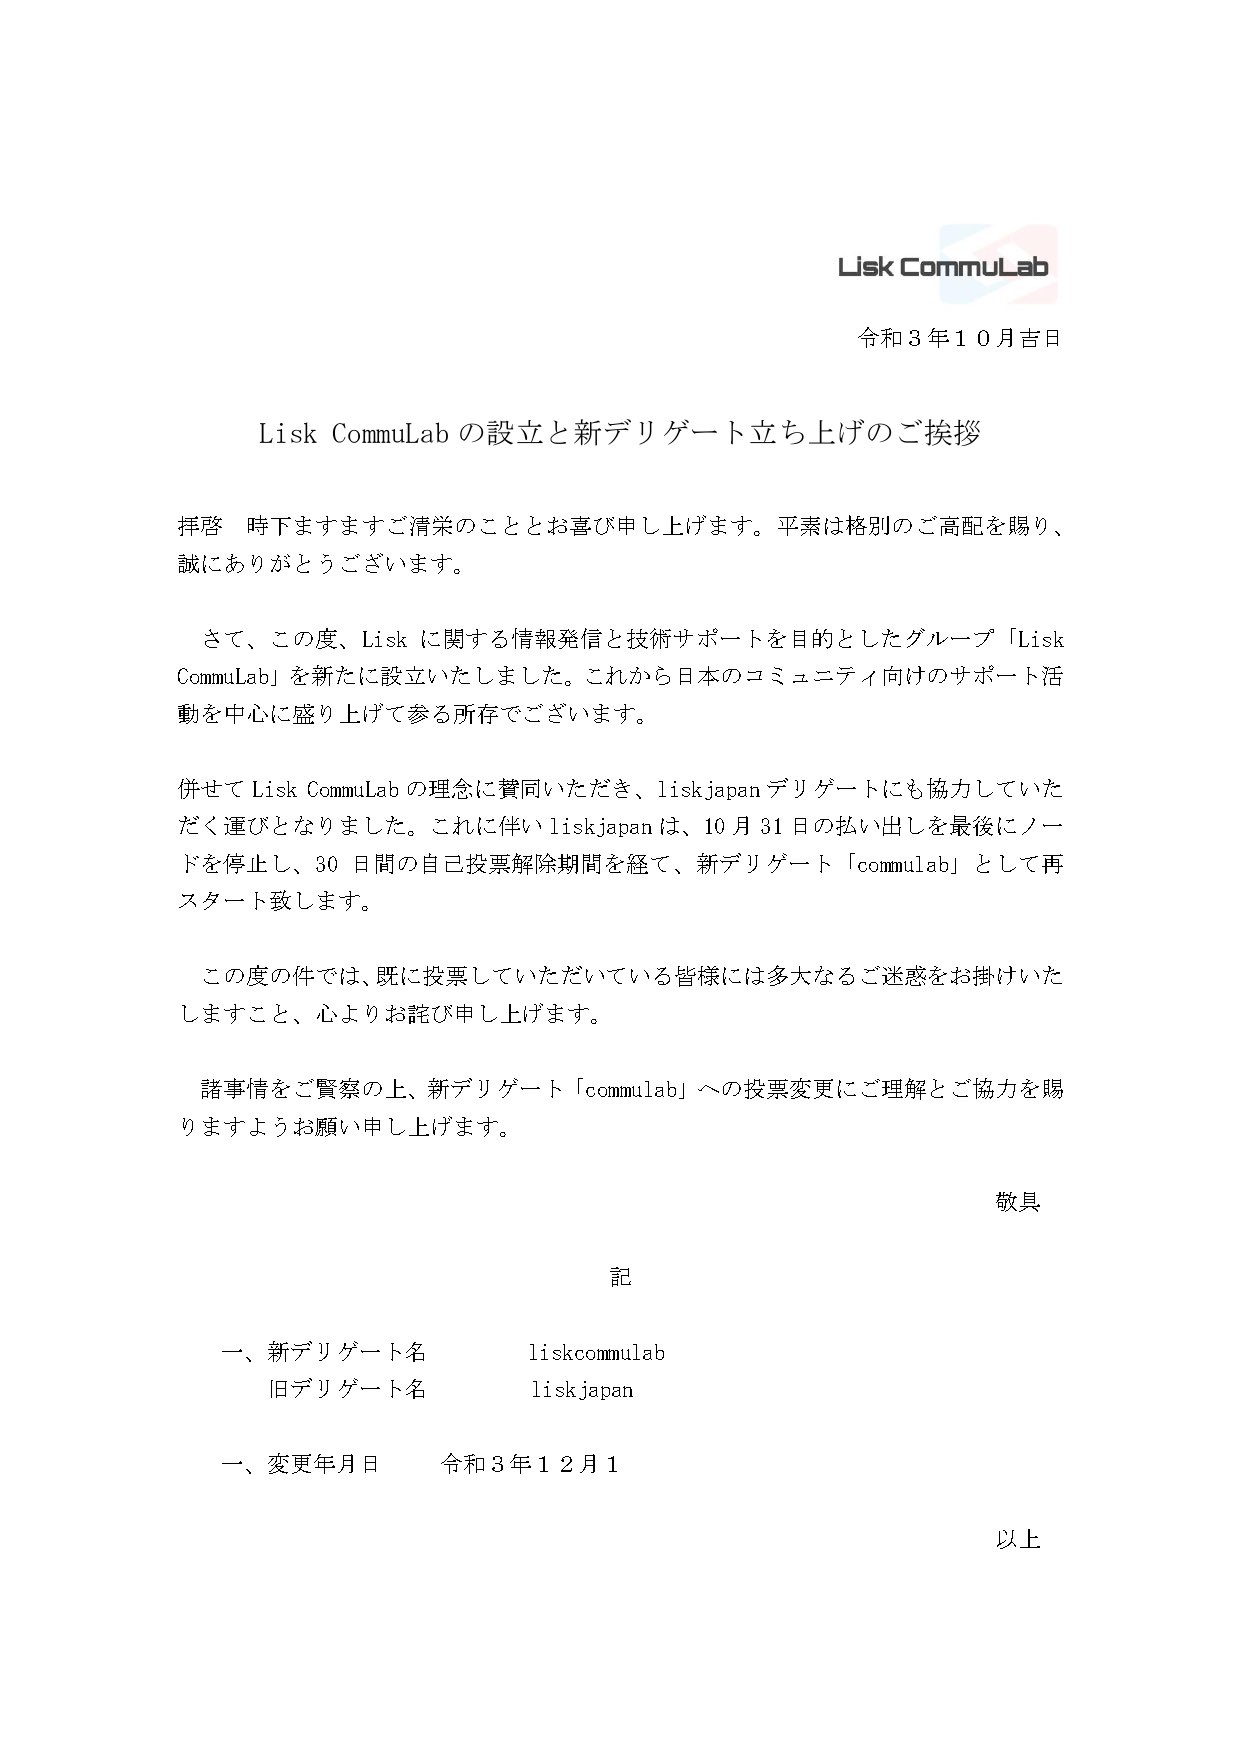 Lisk CommuLab
令和３年１０月吉日
Lisk CommuLabの設立と新デリゲート立ち上げのご挨拶
拝啓　時下ますますご清栄のこととお喜び申し上げます。平素は格別のご高配を賜り、
誠にありがとうございます。
さて、この度、Lisk に関する情報発信と技術サポートを目的としたグループ「Lisk
CommuLab」を新たに設立いたしました。これから日本のコミュニティ向けのサポート活
動を中心に盛り上げて参る所存でございます。
併せて Lisk CommuLab の理念に賛同いただき、liskjapan デリゲートにも協力していた
だく運びとなりました。これに伴い liskjapan は、10 月 31 日の払い出しを最後にノー
ドを停止し、30 日間の自己投票解除期間を経て、新デリゲート「commulab」として再
スタート致します。
この度の件では、既に投票していただいている皆様には多大なるご迷惑をお掛けいた
しますこと、心よりお詫び申し上げます。
諸事情をご賢察の上、新デリゲート「commulab」への投票変更にご理解とご協力を賜
りますようお願い申し上げます。
敬具
記
一、新デリゲート名　　　　liskcommulab
旧デリゲート名　　　　liskjapan
一、変更年月日　　令和３年１２月１
以上